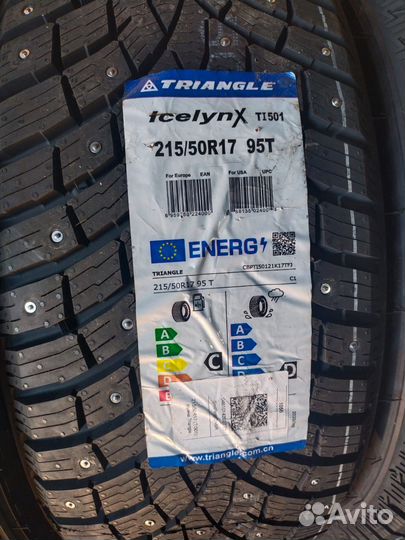 TRIANGLE
IcelynX TI501
215/50R17 95T
For Europe EAN For USA UPC
ENERG
TRIANGLE CBPTI50121K17TFJ
215/50R17 95 T C1
A A
B B
C C C
D D
E E
www.triangle.com.cn
Avito